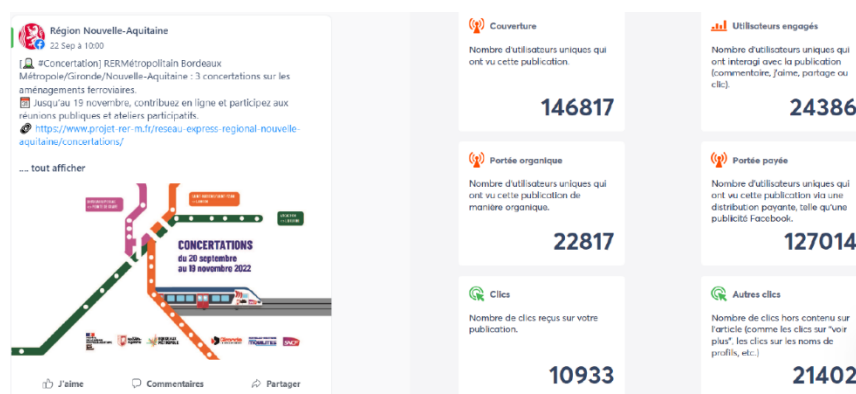 Région Nouvelle-Aquitaine
22 Sep à 10:00
[ #Concertation] RERMétropolitain Bordeaux
Métropole/Gironde/Nouvelle-Aquitaine : 3 concertations sur les
aménagements ferroviaires.
Jusqu'au 19 novembre, contribuez en ligne et participez aux
réunions publiques et ateliers participatifs.
https://www.projet-rer-m.fr/reseau-express-regional-nouvelle-
aquitaine/concertations/
.... tout afficher
CONCERTATIONS
du 20 septembre
au 19 novembre 2022
BORDEAUX
MÉTROPOLE
Gironde
SNCF
J'aime
Commentaires
Partager
Couverture
Nombre d'utilisateurs uniques qui
ont vu cette publication.
146817
Utilisateurs engagés
Nombre d'utilisateurs uniques qui
ont interagi avec la publication
(commentaire, j'aime, partage ou
clic).
24386
Portée organique
Nombre d'utilisateurs uniques qui
ont vu cette publication de
manière organique.
22817
Portée payée
Nombre d'utilisateurs uniques qui
ont vu cette publication via une
distribution payante, telle qu'une
publicité Facebook.
127014
Clics
Nombre de clics reçus sur votre
publication.
10933
Autres clics
Nombre de clics hors contenu sur
l'article (comme les clics sur "voir
plus", les clics sur les noms de
profils, etc.)
21402